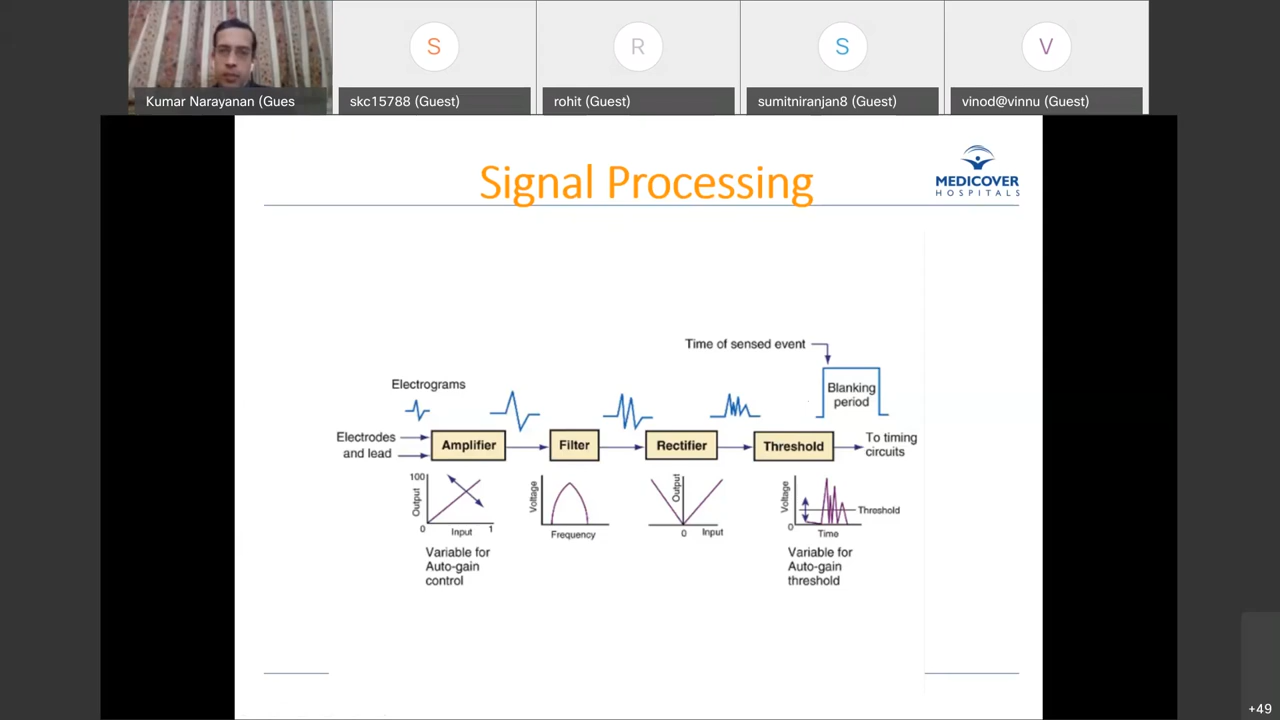 S
R
S
V
Kumar Narayanan (Gues
skc15788 (Guest)
rohit (Guest)
sumitniranjan8 (Guest)
vinod@vinnu (Guest)
Signal Processing
MEDICOVER
HOSPITALS
Time of sensed event
Electrograms
Blanking
period
Electrodes
and lead
Amplifier
Filter
Rectifier
Threshold
To timing
circuits
100
Output
0
Input
1
Variable for
Auto-gain
control
Voltage
Frequency
Output
0
Input
Voltage
0
Time
Threshold
Variable for
Auto-gain
threshold
+49